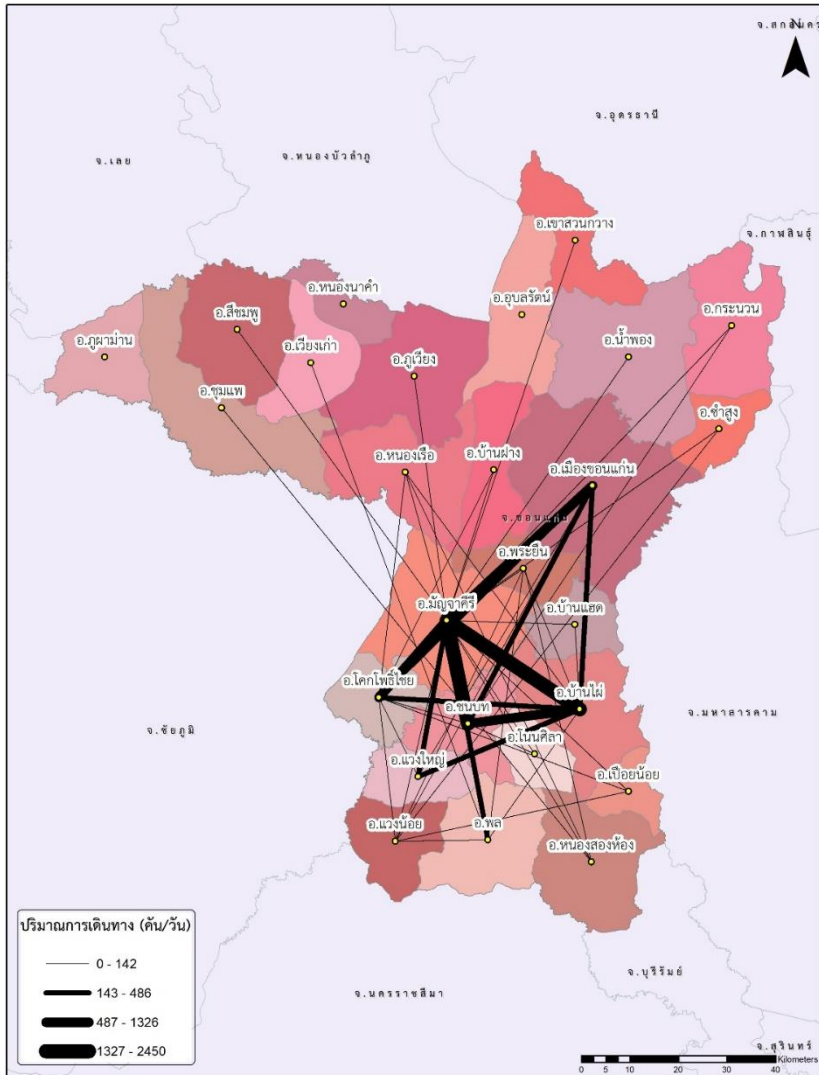 N
จ.อุดรธานี
จ.หนองบัวลำภู
จ.เลย
จ.กาฬสินธุ์
อ.เขาสวนกวาง
อ.หนองนาคำ
อ.อุบลรัตน์
อ.กระนวน
อ.สีชมพู
อ.น้ำพอง
อ.ภูผาม่าน
อ.เวียงเก่า
อ.ภูเวียง
อ.ชุมแพ
อ.ซำสูง
อ.หนองเรือ
อ.บ้านฝาง
อ.เมืองขอนแก่น
จ.ขอนแก่น
อ.พระยืน
อ.มัญจาคีรี
อ.บ้านแฮด
อ.โคกโพธิ์ไชย
อ.บ้านไผ่
อ.ชนบท
จ.มหาสารคาม
จ.ชัยภูมิ
อ.โนนศิลา
อ.แวงใหญ่
อ.เปือยน้อย
อ.แวงน้อย
อ.พล
อ.หนองสองห้อง
ปริมาณการเดินทาง (คัน/วัน)
0 - 142
143 - 486
487 - 1326
1327 - 2450
จ.บุรีรัมย์
จ.นครราชสีมา
จ.สุรินทร์
Kilometers
0 5 10 20 30 40